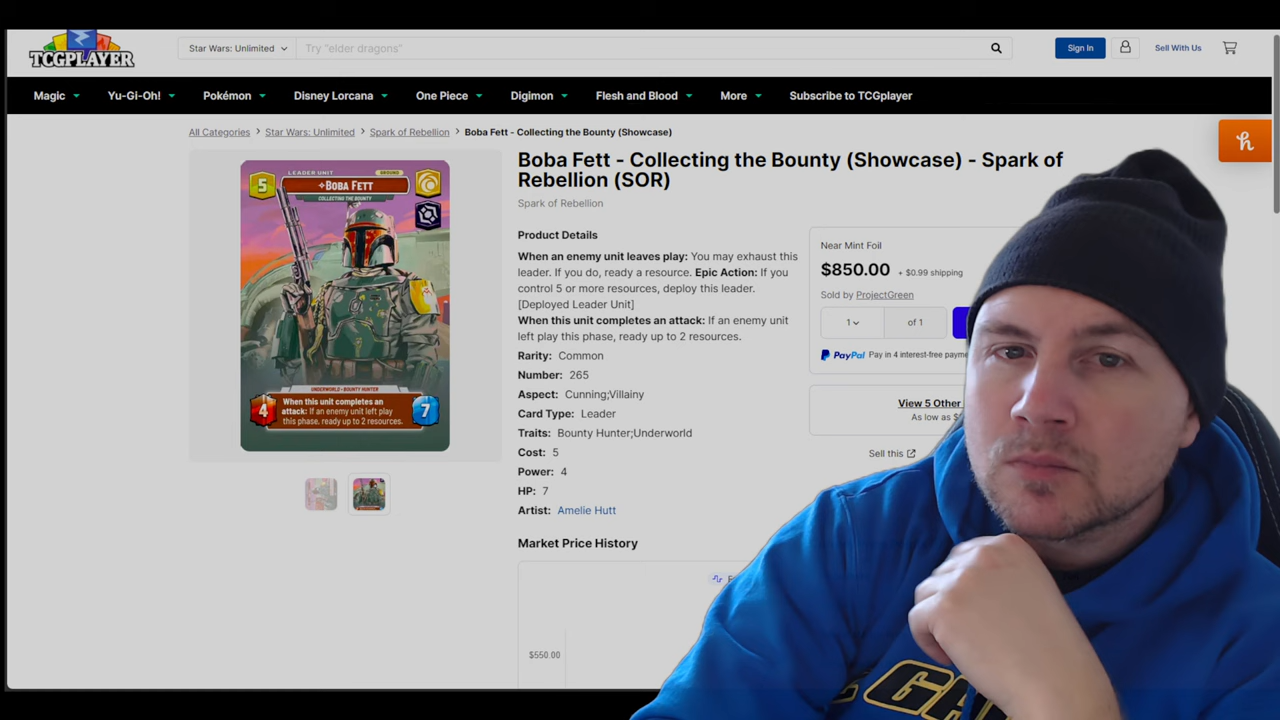 TCGPLAYER
Star Wars: Unlimited
Try "elder dragons"
Sign In
Sell With Us
Magic Yu-Gi-Oh! Pokémon Disney Lorcana One Piece Digimon Flesh and Blood More Subscribe to TCGplayer
All Categories > Star Wars: Unlimited > Spark of Rebellion > Boba Fett - Collecting the Bounty (Showcase)
5
LEADER UNIT
GROUND
BOBA FETT
COLLECTING THE BOUNTY
UNDERWORLD • BOUNTY HUNTER
4
When this unit completes an
attack: If an enemy unit left play
this phase, ready up to 2 resources.
7
Boba Fett - Collecting the Bounty (Showcase) - Spark of
Rebellion (SOR)
Spark of Rebellion
Product Details
When an enemy unit leaves play: You may exhaust this
leader. If you do, ready a resource. Epic Action: If you
control 5 or more resources, deploy this leader.
[Deployed Leader Unit]
When this unit completes an attack: If an enemy unit
left play this phase, ready up to 2 resources.
Rarity: Common
Number: 265
Aspect: Cunning;Villainy
Card Type: Leader
Traits: Bounty Hunter;Underworld
Cost: 5
Power: 4
HP: 7
Artist: Amelie Hutt
Market Price History
$550.00
Near Mint Foil
$850.00 + $0.99 shipping
Sold by ProjectGreen
1 of 1
PayPal Pay in 4 interest-free
View 5 Other
As low as
Sell this